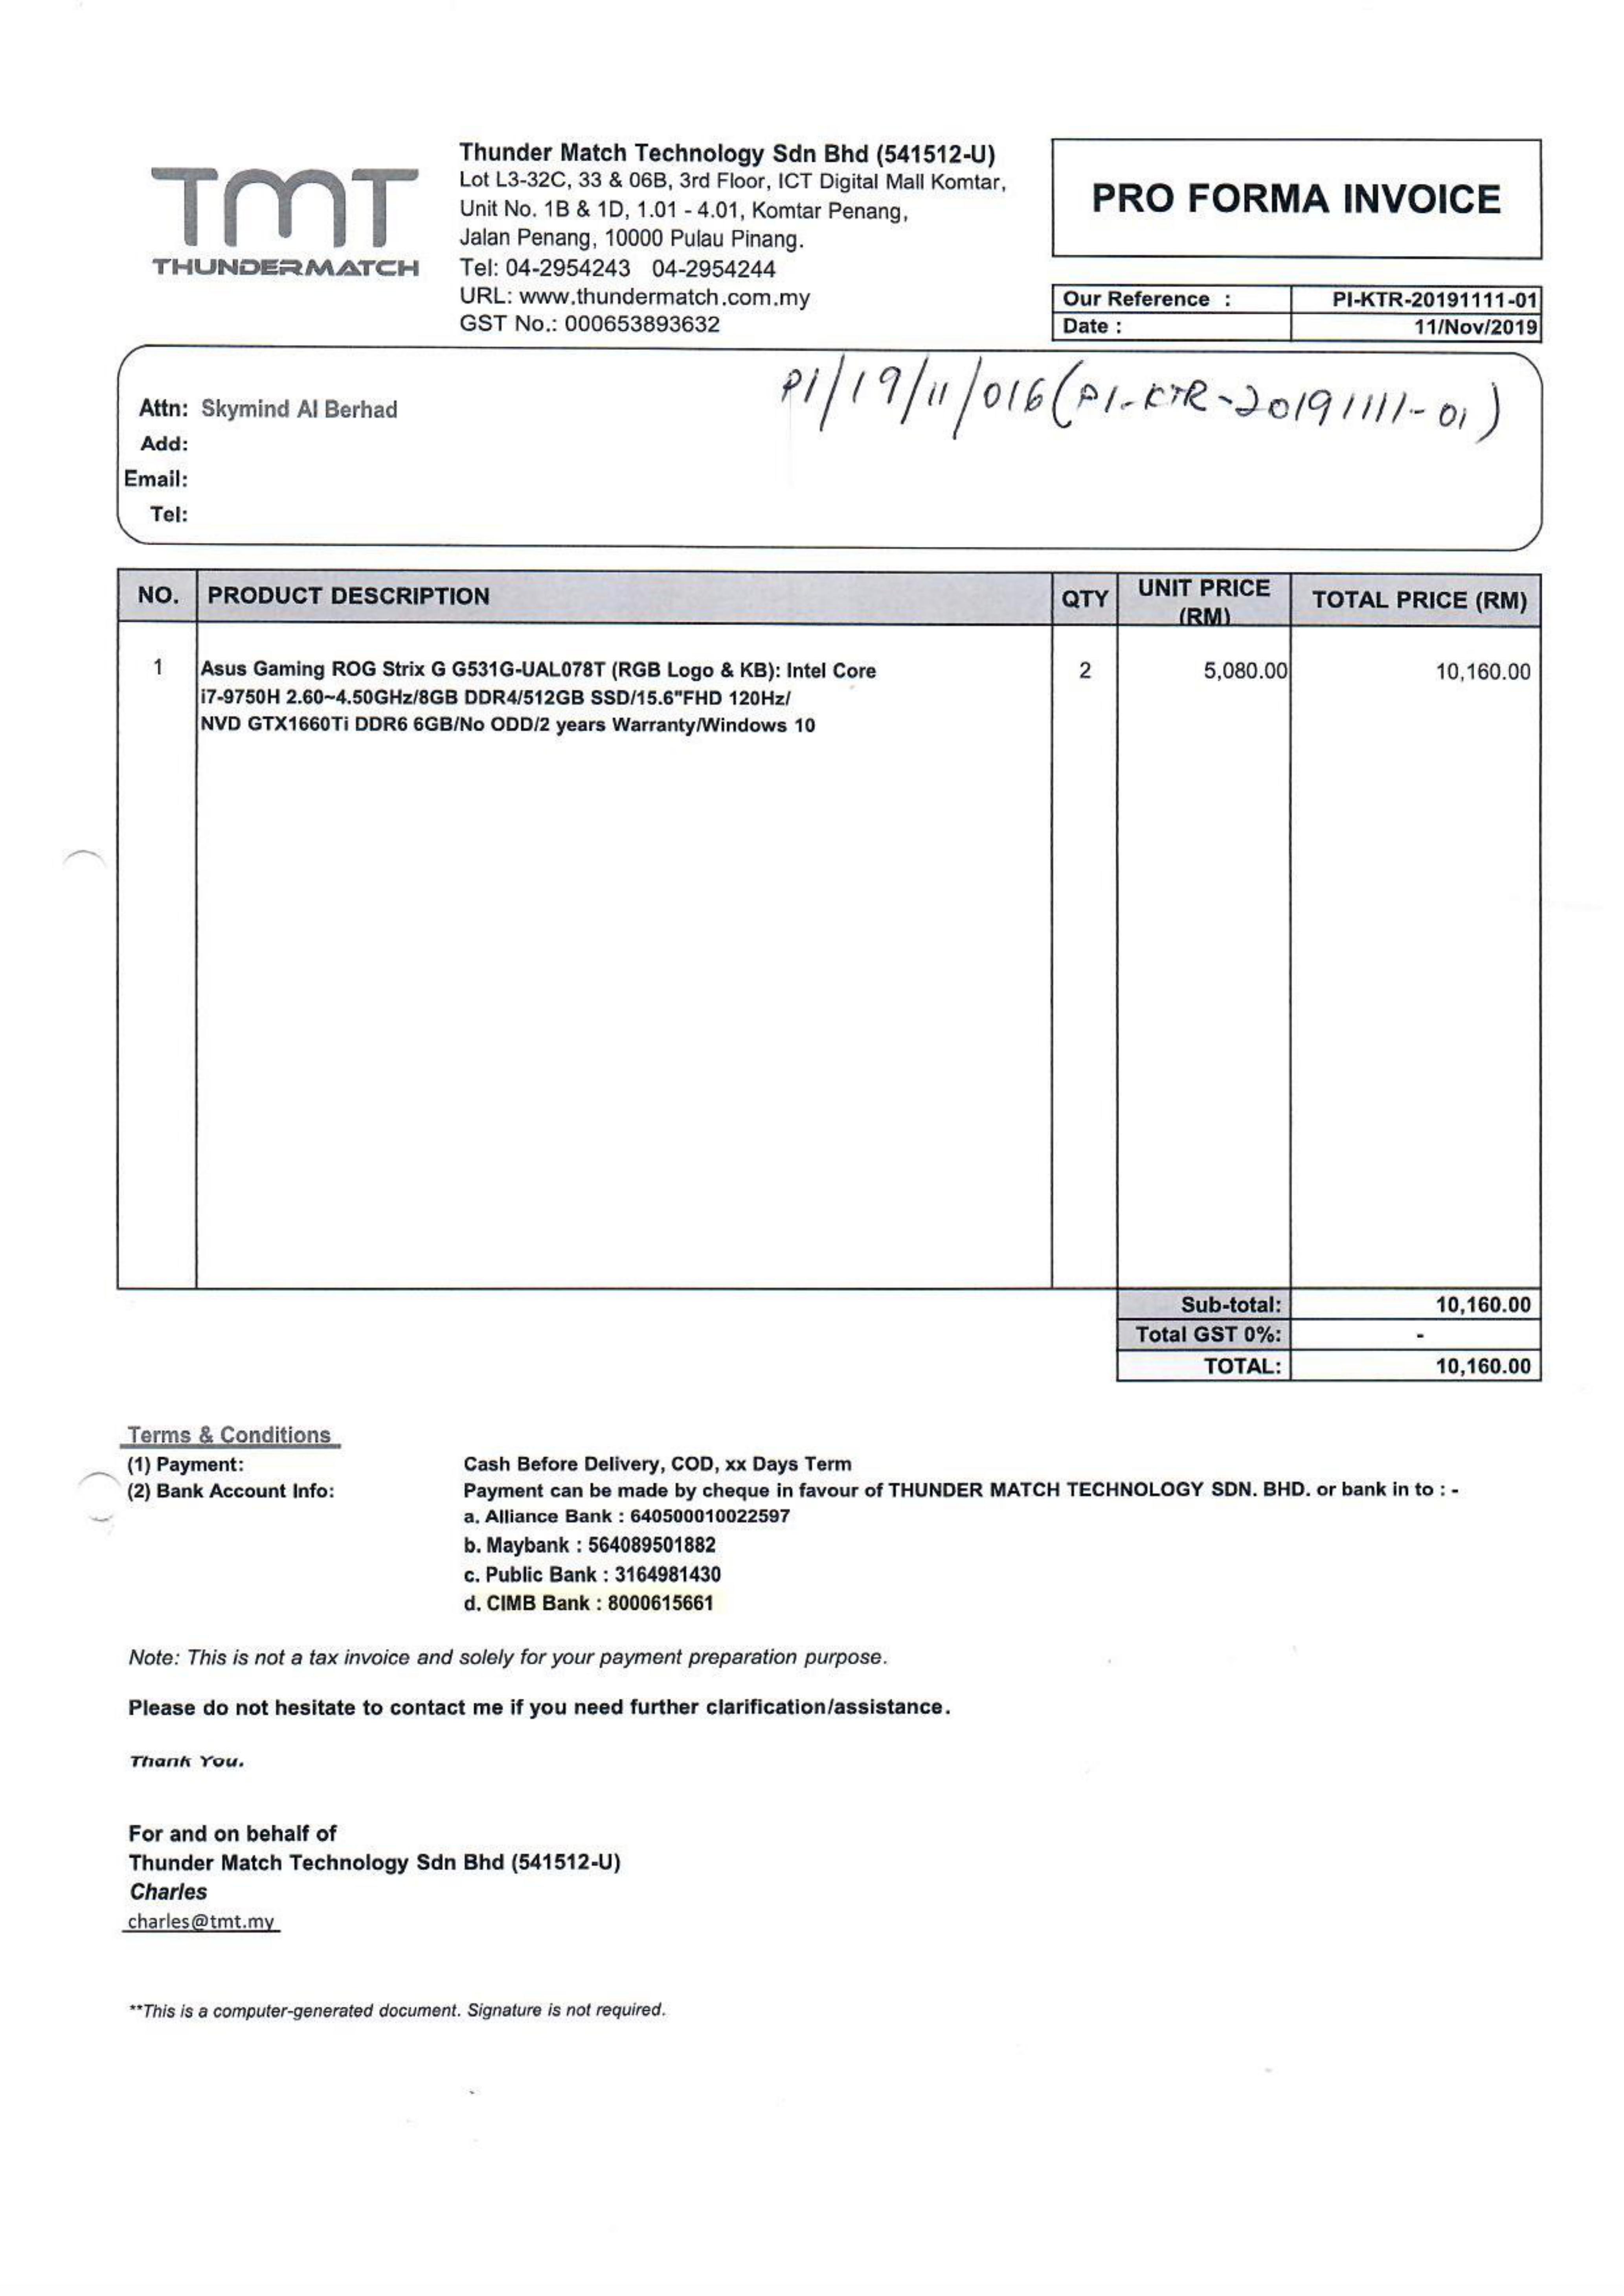 TMT
THUNDERMATCH
Thunder Match Technology Sdn Bhd (541512-U)
Lot L3-32C, 33 & 06B, 3rd Floor, ICT Digital Mall Komtar,
Unit No. 1B & 1D, 1.01 - 4.01, Komtar Penang,
Jalan Penang, 10000 Pulau Pinang.
Tel: 04-2954243   04-2954244
URL: www.thundermatch.com.my
GST No.: 000653893632
PRO FORMA INVOICE
Our Reference : PI-KTR-20191111-01
Date : 11/Nov/2019
PI/19/11/016(PI-KTR-20191111-01)
Attn: Skymind AI Berhad
Add:
Email:
Tel:
NO. PRODUCT DESCRIPTION QTY UNIT PRICE (RM) TOTAL PRICE (RM)
1 Asus Gaming ROG Strix G G531G-UAL078T (RGB Logo & KB): Intel Core 2 5,080.00 10,160.00
i7-9750H 2.60~4.50GHz/8GB DDR4/512GB SSD/15.6"FHD 120Hz/
NVD GTX1660Ti DDR6 6GB/No ODD/2 years Warranty/Windows 10
Sub-total: 10,160.00
Total GST 0%: -
TOTAL: 10,160.00
Terms & Conditions
(1) Payment: Cash Before Delivery, COD, xx Days Term
(2) Bank Account Info: Payment can be made by cheque in favour of THUNDER MATCH TECHNOLOGY SDN. BHD. or bank in to : -
a. Alliance Bank : 640500010022597
b. Maybank : 564089501882
c. Public Bank : 3164981430
d. CIMB Bank : 8000615661
Note: This is not a tax invoice and solely for your payment preparation purpose.
Please do not hesitate to contact me if you need further clarification/assistance.
Thank You.
For and on behalf of
Thunder Match Technology Sdn Bhd (541512-U)
Charles
charles@tmt.my
**This is a computer-generated document. Signature is not required.